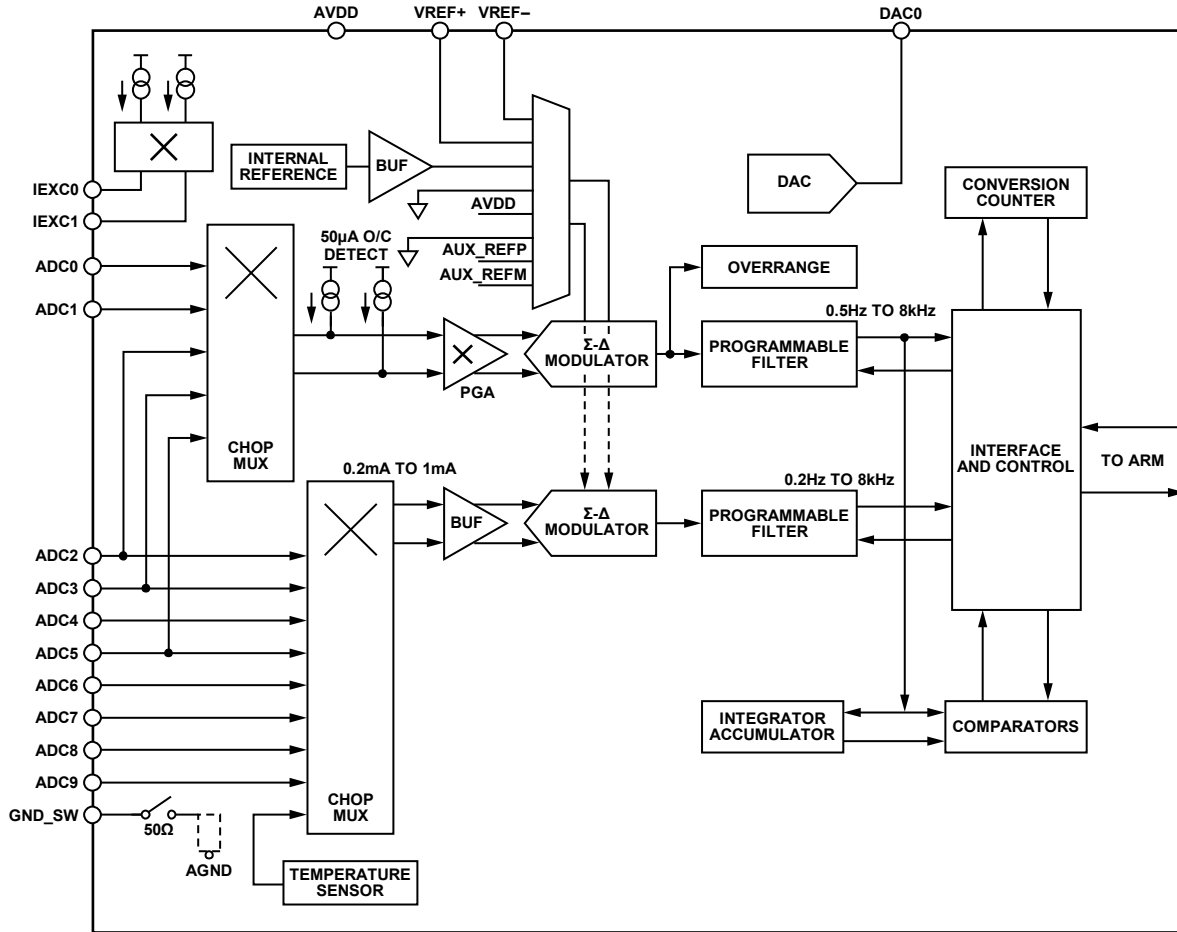 AVDD
VREF+
VREF–
DAC0
INTERNAL
REFERENCE
BUF
DAC
CONVERSION
COUNTER
IEXC0
IEXC1
AVDD
50µA O/C
DETECT
AUX_REFP
AUX_REFM
ADC0
ADC1
OVERRANGE
0.5Hz TO 8kHz
Σ-Δ
MODULATOR
PROGRAMMABLE
FILTER
PGA
CHOP
MUX
INTERFACE
AND CONTROL
TO ARM
0.2mA TO 1mA
0.2Hz TO 8kHz
BUF
Σ-Δ
MODULATOR
PROGRAMMABLE
FILTER
ADC2
ADC3
ADC4
ADC5
ADC6
ADC7
ADC8
ADC9
GND_SW
INTEGRATOR
ACCUMULATOR
COMPARATORS
CHOP
MUX
50Ω
AGND
TEMPERATURE
SENSOR